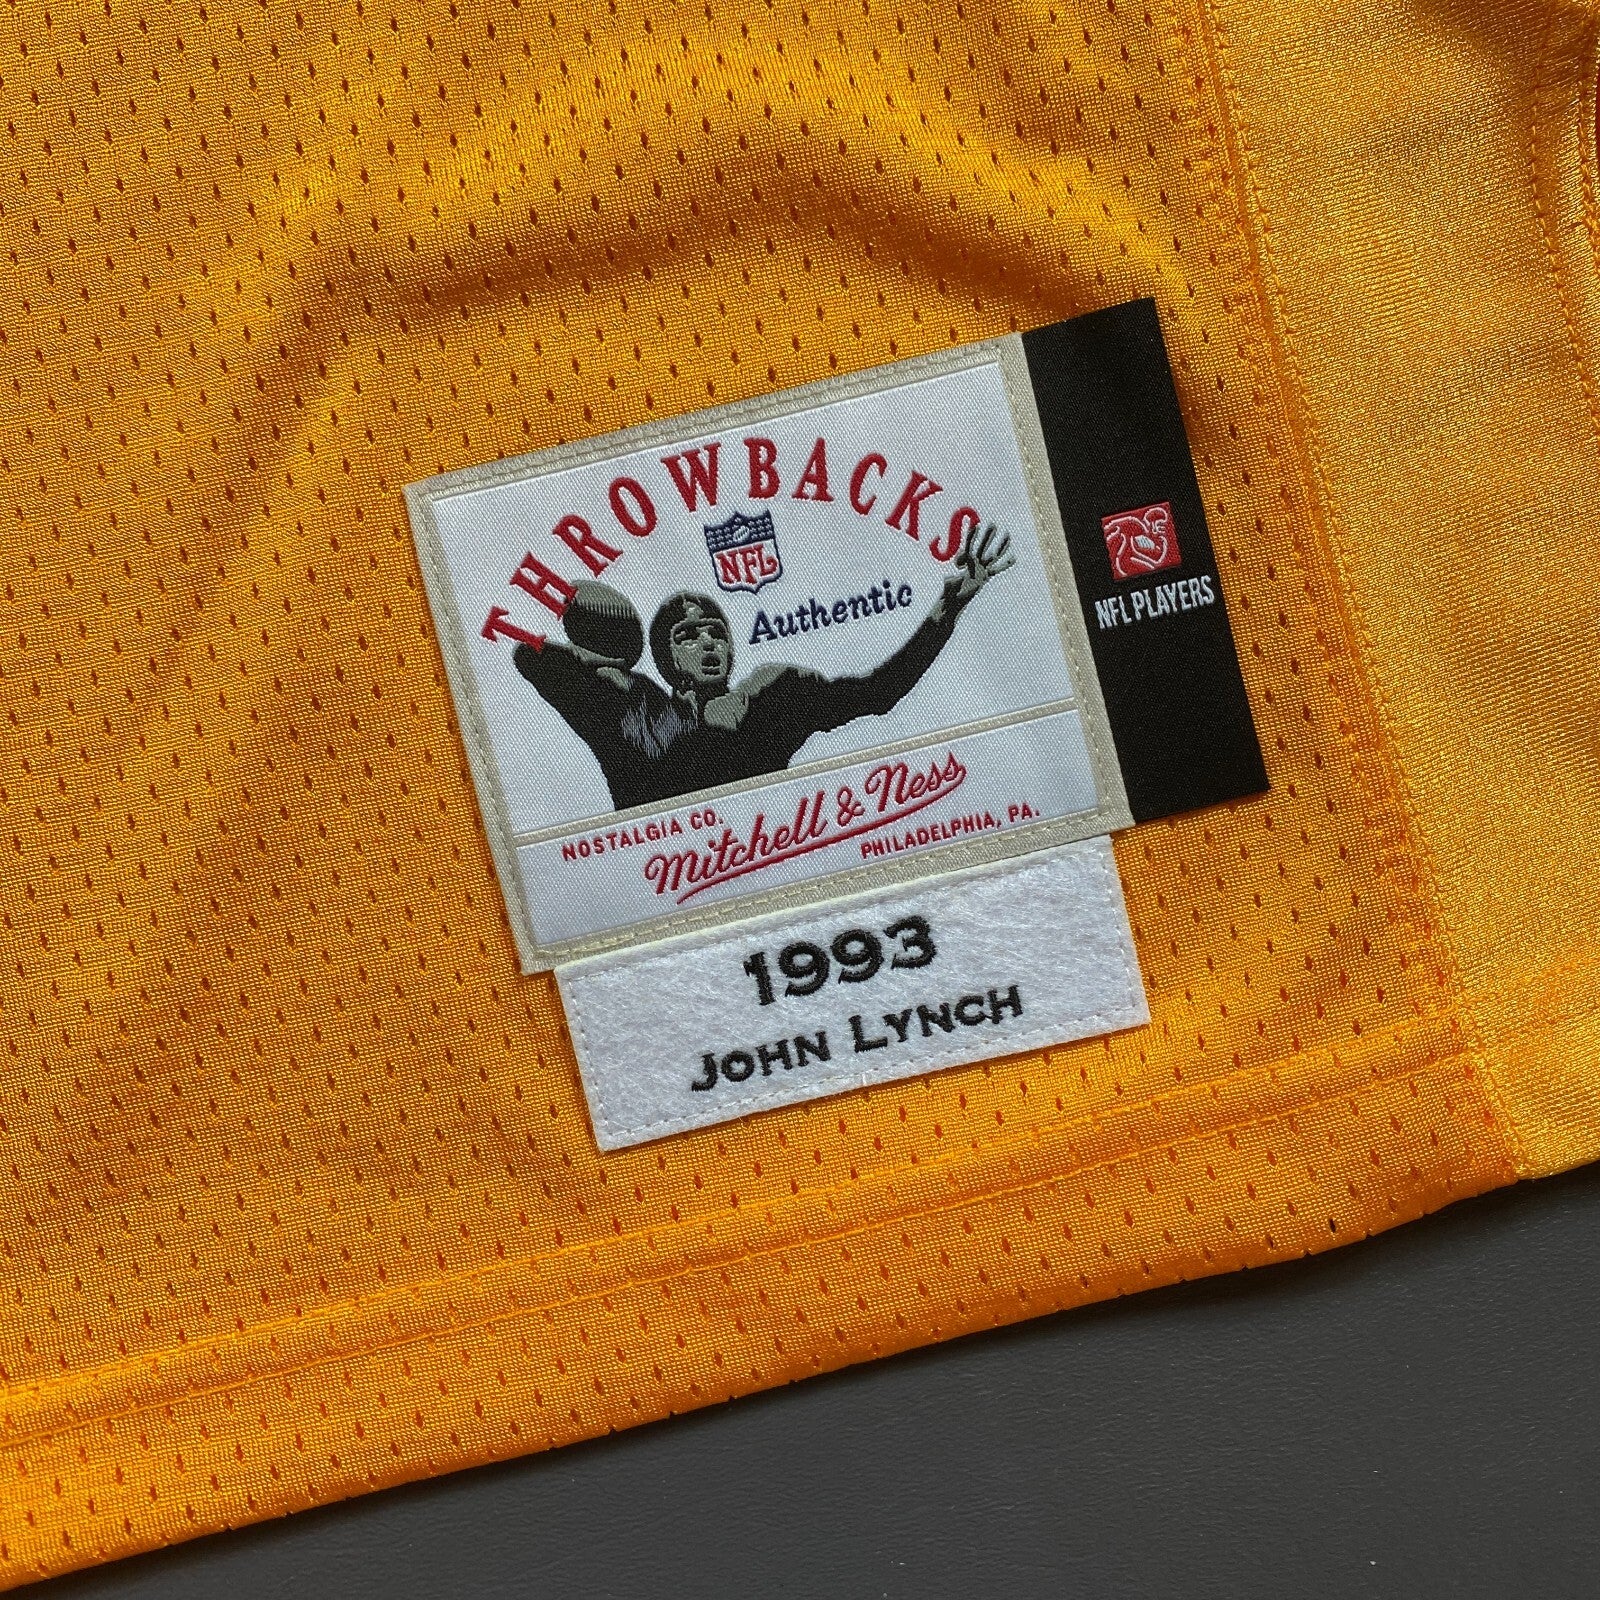 THROWBACKS
NFL
Authentic
NFL PLAYERS
NOSTALGIA CO.
Mitchell & Ness
PHILADELPHIA, PA.
1993
JOHN LYNCH